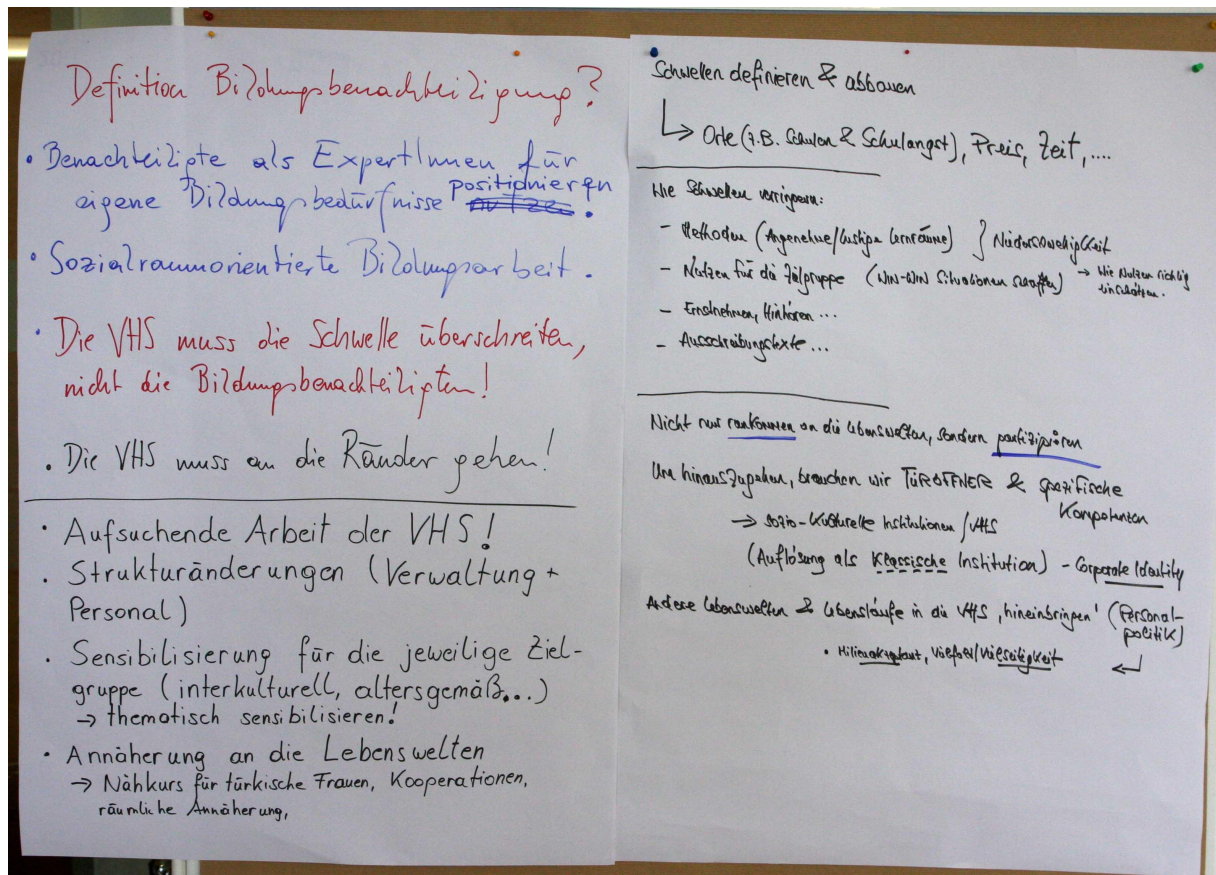 Definition Bildungsbenachteiligung?
• Benachteiligte als ExpertInnen für
eigene Bildungsbedürfnisse positionieren.
• Sozialraumorientierte Bildungsarbeit.
• Die VHS muss die Schwelle überschreiten,
nicht die Bildungsbenachteiligten!
• Die VHS muss an die Ränder gehen!
• Aufsuchende Arbeit der VHS!
• Strukturänderungen (Verwaltung +
Personal)
• Sensibilisierung für die jeweilige Ziel-
gruppe (interkulturell, altersgemäß...)
→ thematisch sensibilisieren!
• Annäherung an die Lebenswelten
→ Nähkurs für türkische Frauen, Kooperationen,
räumliche Annäherung,
Schwellen definieren & abbauen
↳ Orte (z.B. Schulen & Schulangst), Preis, Zeit, ....
Wie Schwellen verringern:
- Methoden (Angenehme/lustige Lernräume) } Niederschwelligkeit
- Nutzen für die Zielgruppe (WIN-WIN Situationen schaffen) → Wie Nutzen richtig
einschätzen.
- Ernstnehmen, Hinhören ...
- Ausschreibungstexte ...
Nicht nur rankommen an die Lebenswelten, sondern partizipieren
Um hinauszugehen, brauchen wir TÜRÖFFNER & spezifische
Kompetenzen
→ Sozio-Kulturelle Institutionen / VHS
(Auflösung als Klassische Institution) - Corporate Identity
Andere Lebenswelten & Lebensläufe in die VHS 'hineinbringen' (Personal-
politik)
• Vielfalt/Vielseitigkeit